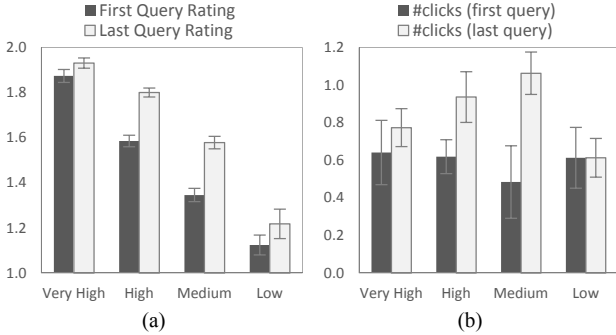 First Query Rating
Last Query Rating
2.0
1.8
1.6
1.4
1.2
1.0
Very High High Medium Low
(a)
#clicks (first query)
#clicks (last query)
1.2
1.0
0.8
0.6
0.4
0.2
0.0
Very High High Medium Low
(b)